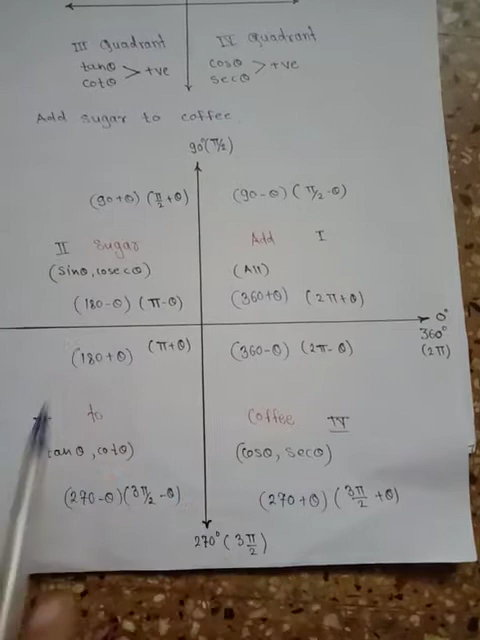 III Quadrant IV Quadrant
tanθ
cotθ > +ve cosθ
secθ > +ve
Add sugar to coffee
90°(π/2)
(90+θ) (π/2+θ) (90-θ) (π/2-θ)
II Sugar Add I
(sinθ, cosecθ) (All)
(180-θ) (π-θ) (360+θ) (2π+θ)
0°
360°
(2π)
(180+θ) (π+θ) (360-θ) (2π-θ)
to Coffee IV
tanθ, cotθ) (cosθ, secθ)
(270-θ)(3π/2-θ) (270+θ) (3π/2+θ)
270° (3π/2)